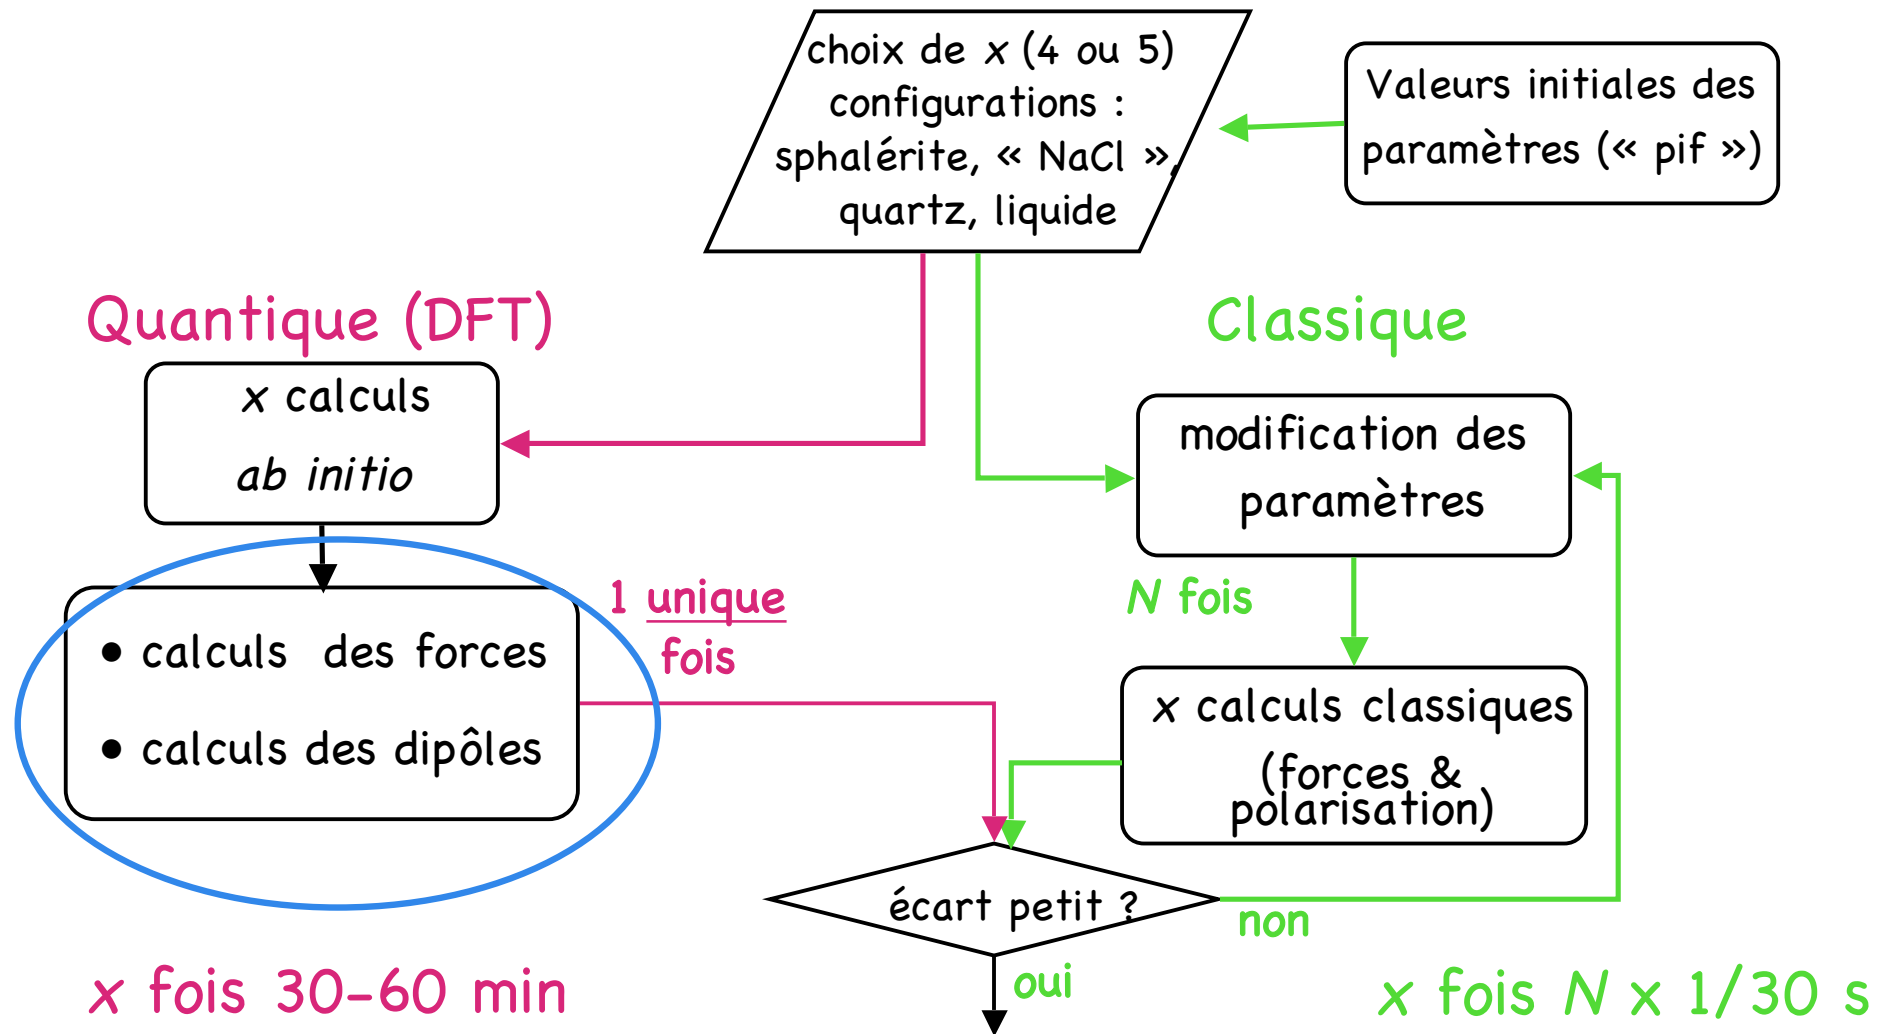 choix de x (4 ou 5)
configurations :
sphalérite, « NaCl »,
quartz, liquide
Valeurs initiales des
paramètres (« pif »)
Quantique (DFT)
Classique
x calculs
ab initio
modification des
paramètres
• calculs des forces
• calculs des dipôles
1 unique
fois
N fois
x calculs classiques
(forces &
polarisation)
écart petit ?
non
oui
x fois 30-60 min
x fois N x 1/30 s